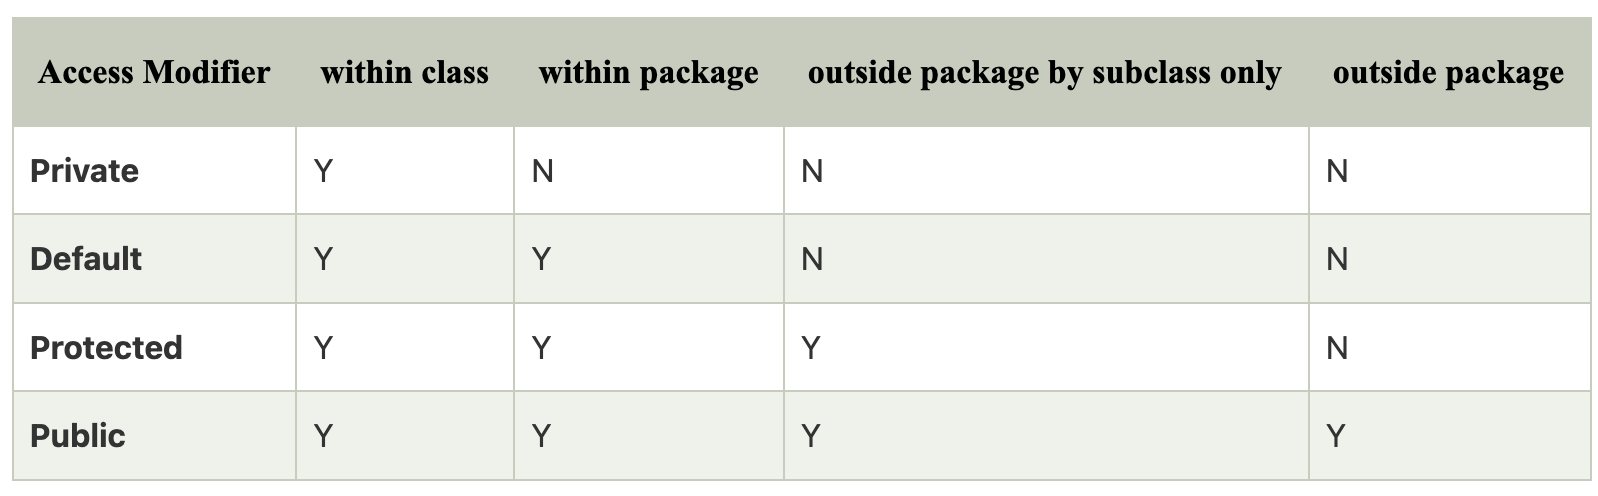 Access Modifier within class within package outside package by subclass only outside package
Private Y N N N
Default Y Y N N
Protected Y Y Y N
Public Y Y Y Y